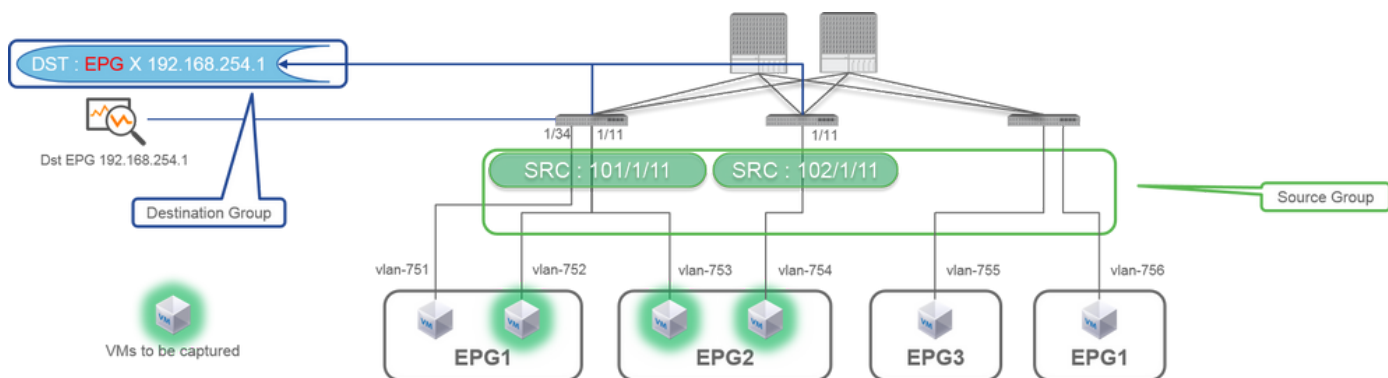 DST : EPG X 192.168.254.1
Dst EPG 192.168.254.1
Destination Group
1/34
1/11
1/11
SRC : 101/1/11
SRC : 102/1/11
Source Group
vlan-751
vlan-752
vlan-753
vlan-754
vlan-755
vlan-756
VM
VM
VM
VM
VM
VM
VM
VMs to be captured
EPG1
EPG2
EPG3
EPG1